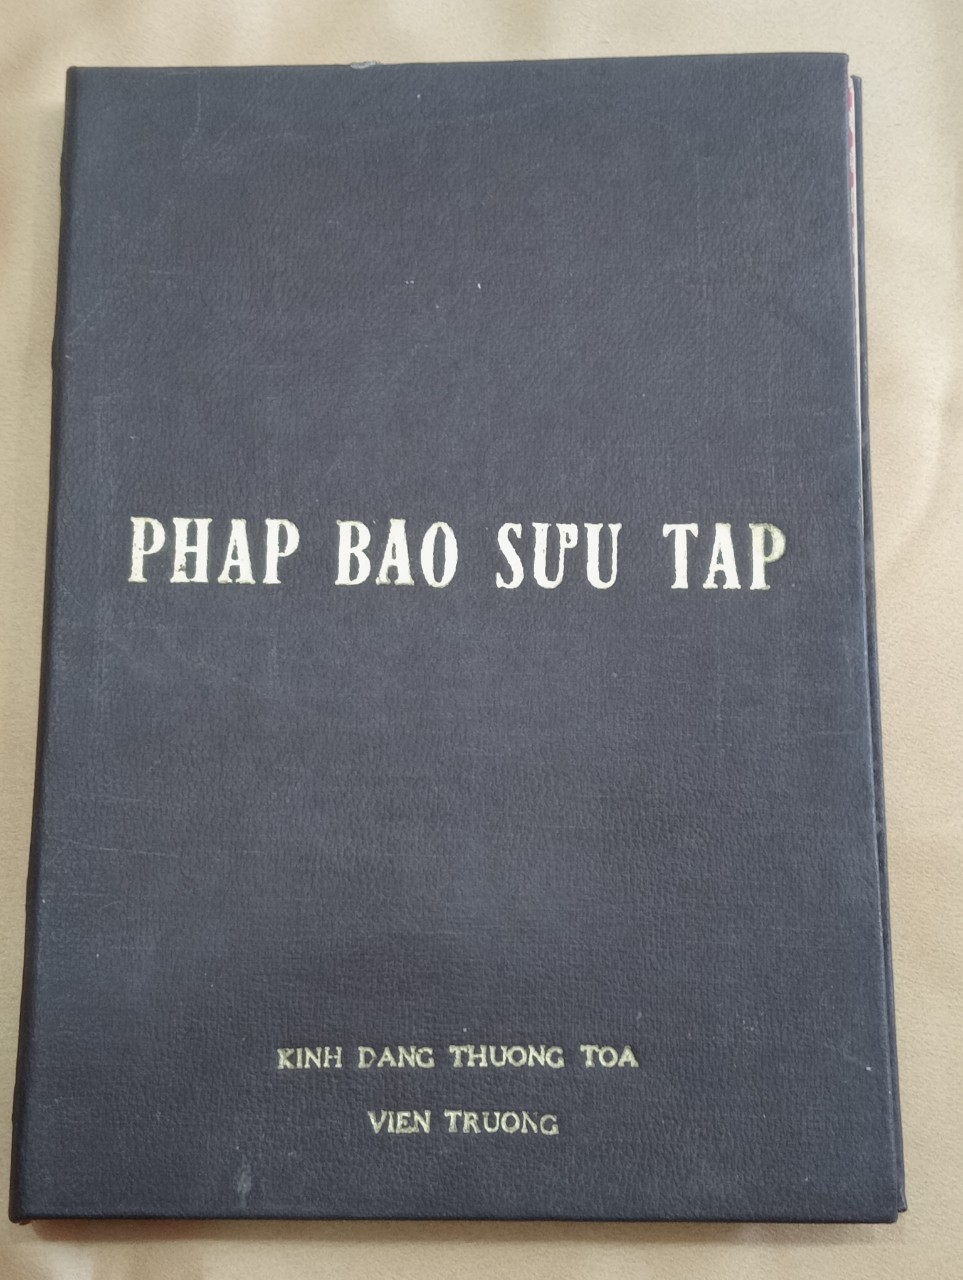 PHAP BAO SƯU TAP
KINH DANG THUONG TOA
VIEN TRUONG